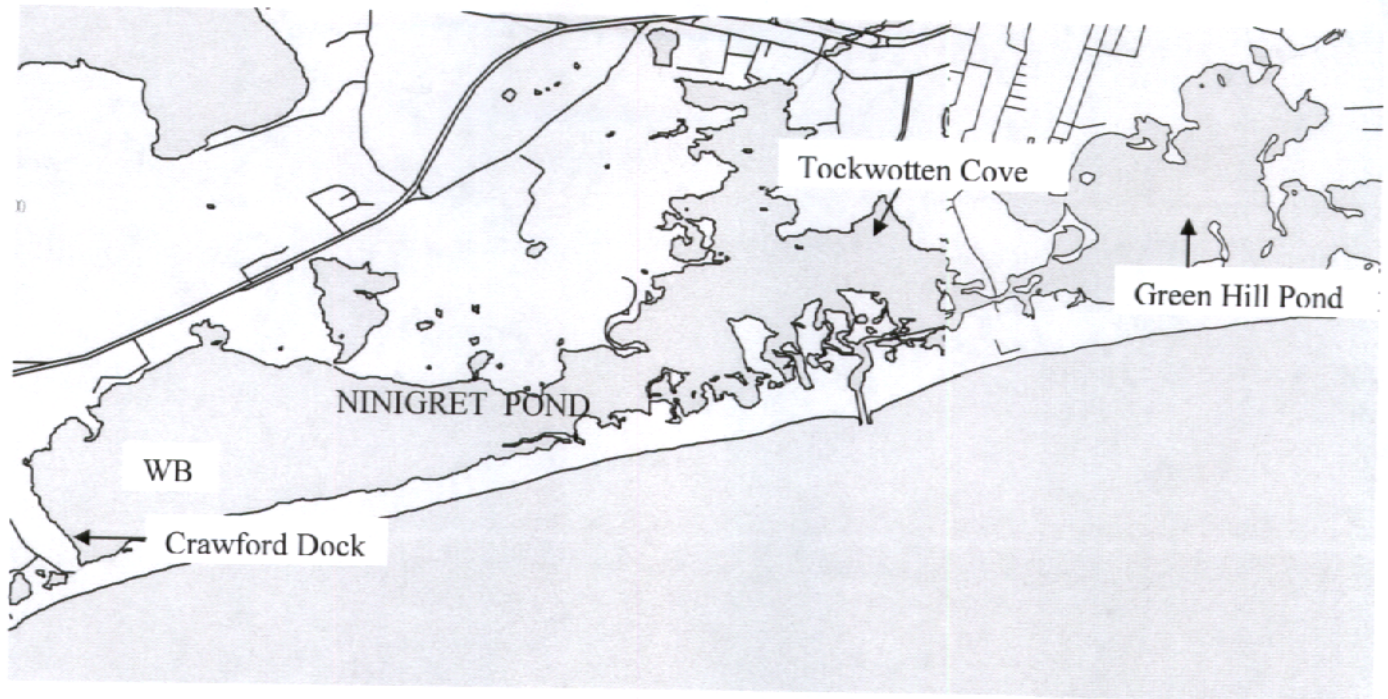 Tockwotten Cove
Green Hill Pond
NINIGRET POND
WB
Crawford Dock